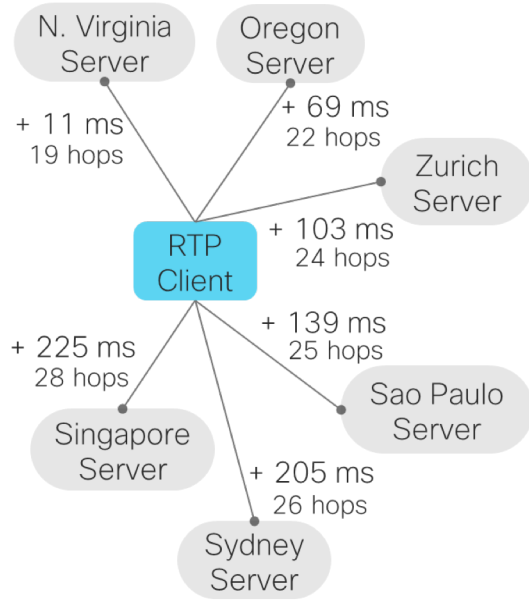 N. Virginia
Server
Oregon
Server
+ 11 ms
19 hops
+ 69 ms
22 hops
Zurich
Server
RTP
Client
+ 103 ms
24 hops
+ 225 ms
28 hops
+ 139 ms
25 hops
Singapore
Server
Sao Paulo
Server
+ 205 ms
26 hops
Sydney
Server